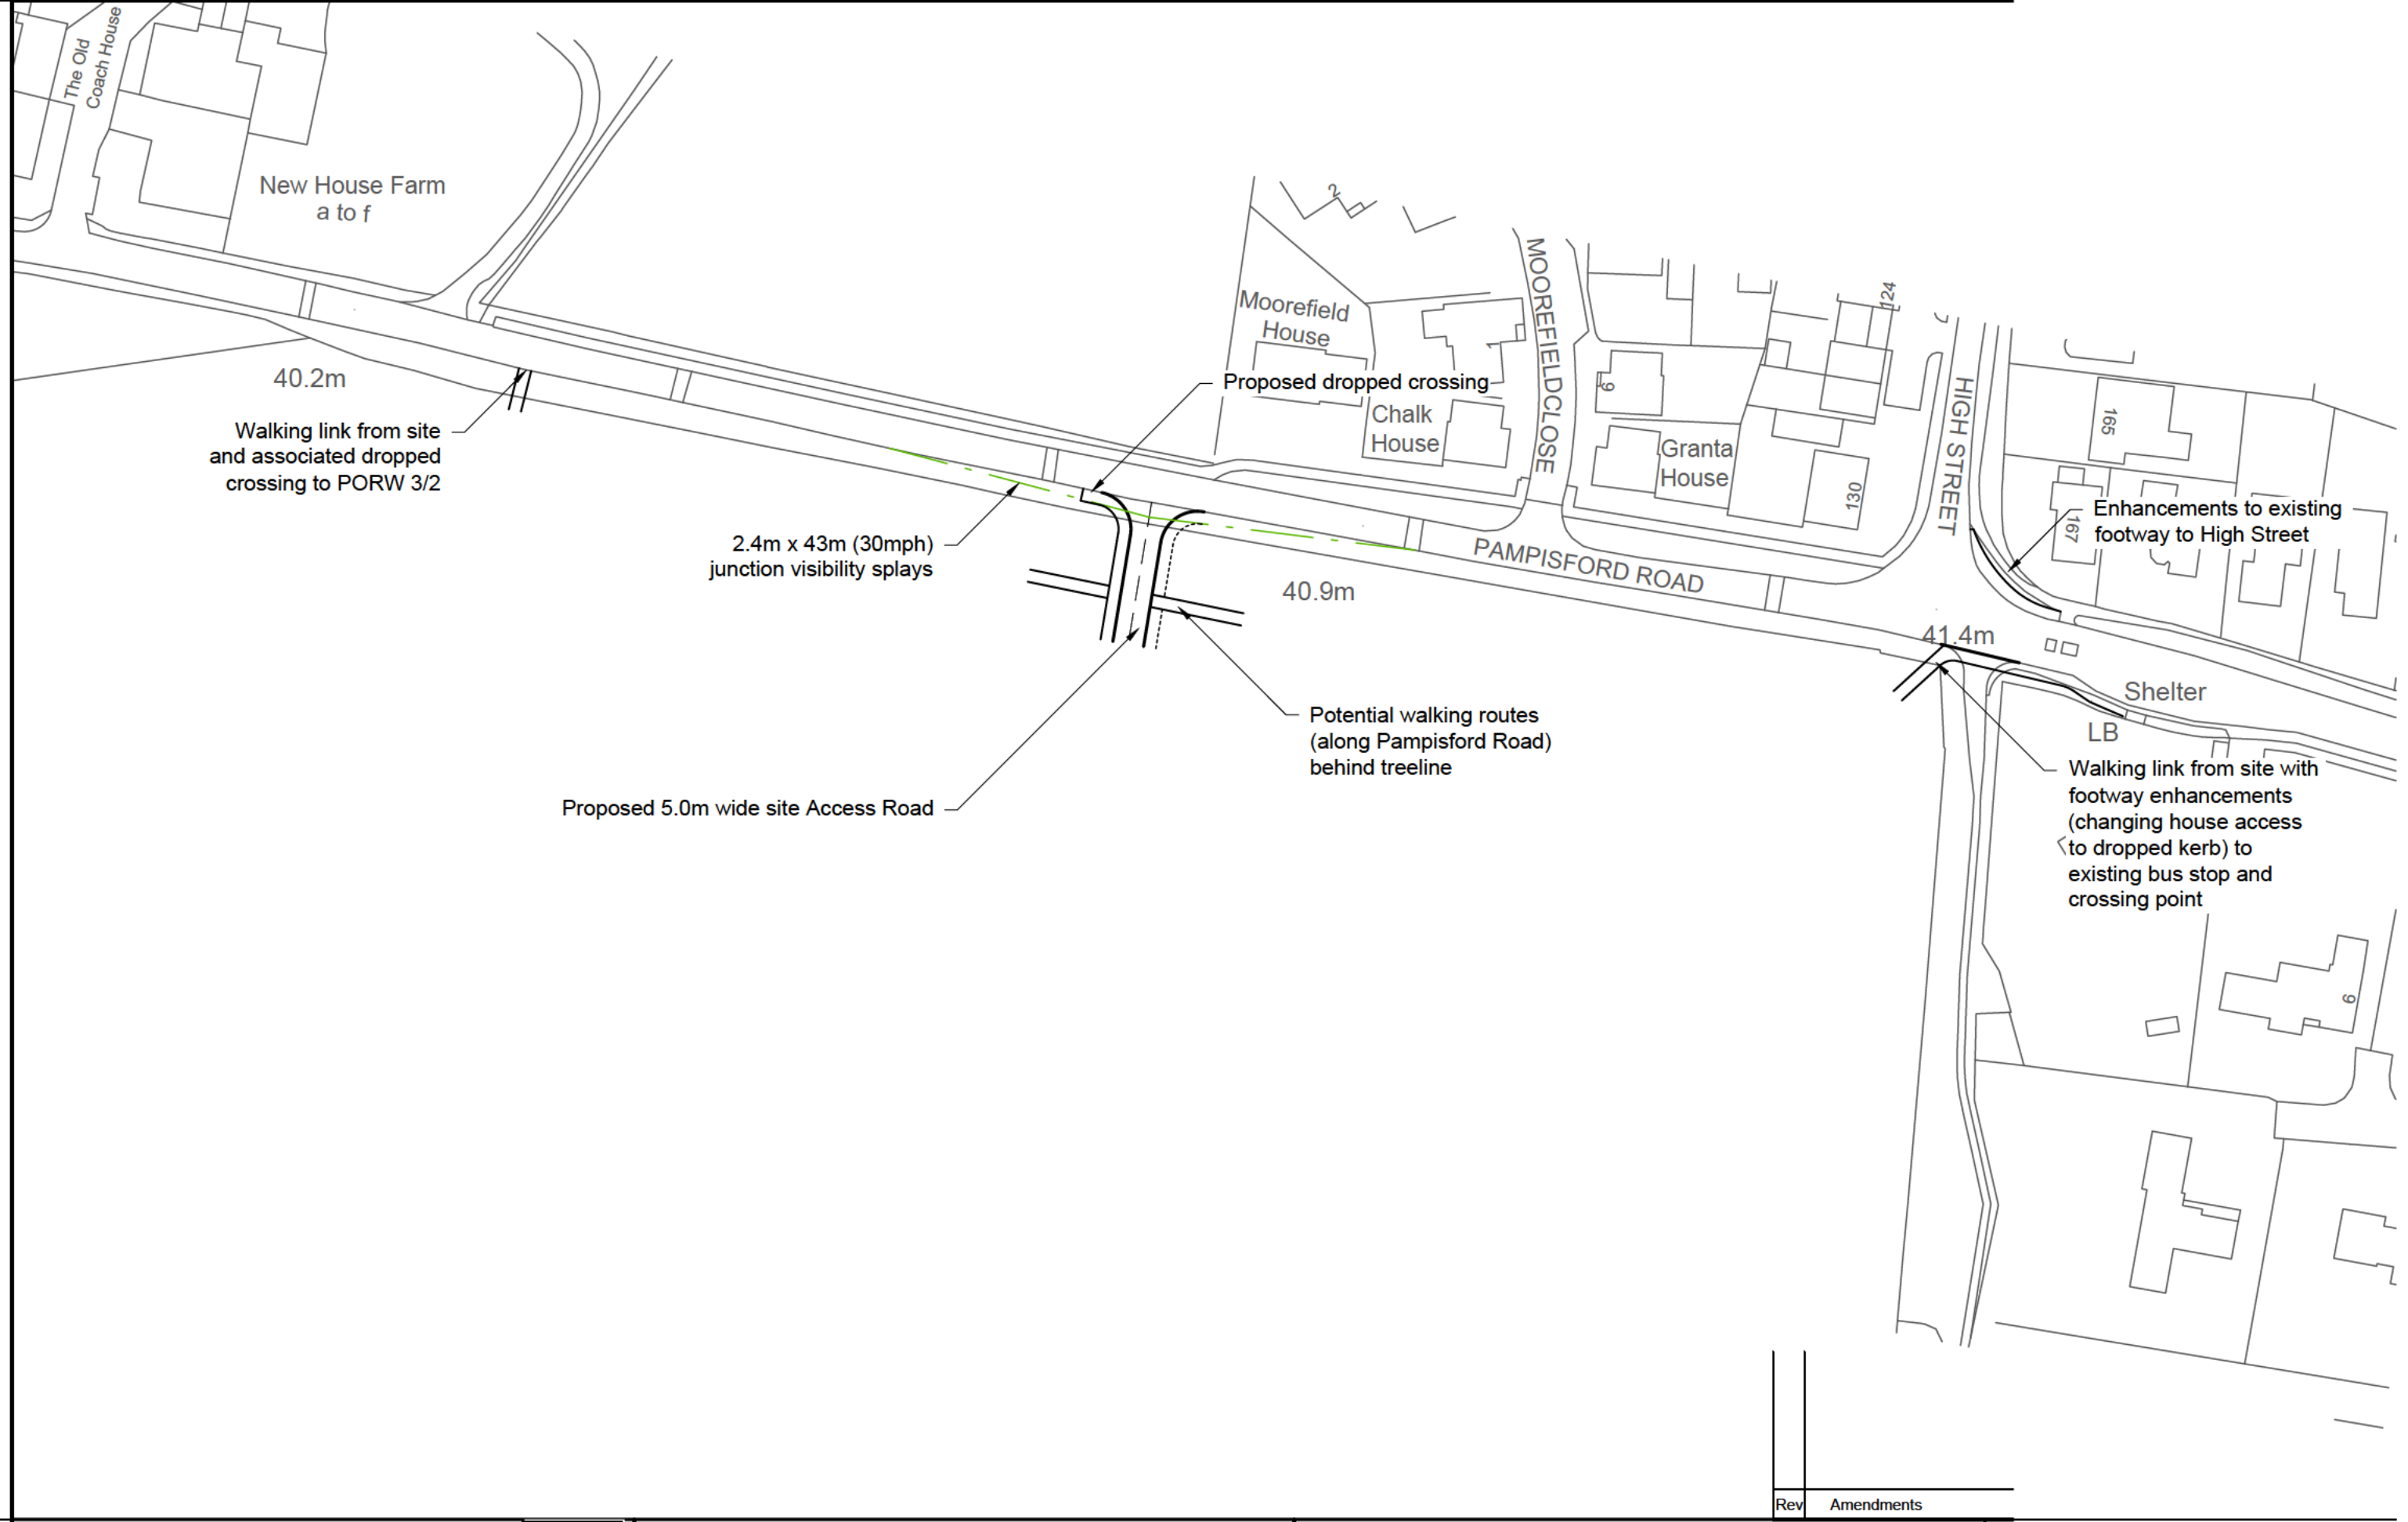 The Old
Coach House
New House Farm
a to f
40.2m
Walking link from site
and associated dropped
crossing to PORW 3/2
2.4m x 43m (30mph)
junction visibility splays
Proposed 5.0m wide site Access Road
2
Moorefield
House
Proposed dropped crossing
Chalk
House
MOOREFIELDCLOSE
6
Granta
House
124
130
HIGH STREET
165
167
Enhancements to existing
footway to High Street
PAMPISFORD ROAD
40.9m
41.4m
Potential walking routes
(along Pampisford Road)
behind treeline
Shelter
LB
Walking link from site with
footway enhancements
(changing house access
to dropped kerb) to
existing bus stop and
crossing point
9
Rev
Amendments